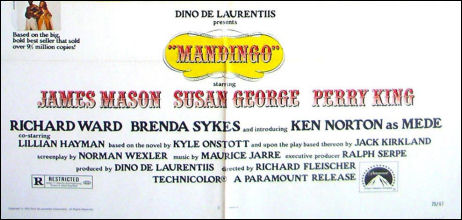 DINO DE LAURENTIIS
presents
Based on the big,
bold best seller that sold
over 9½ million copies!
"MANDINGO"
starring
JAMES MASON SUSAN GEORGE PERRY KING
RICHARD WARD BRENDA SYKES and introducing KEN NORTON as MEDE
co-starring
LILLIAN HAYMAN based on the novel by KYLE ONSTOTT and upon the play based thereon by JACK KIRKLAND
screenplay by NORMAN WEXLER music by MAURICE JARRE executive producer RALPH SERPE
produced by DINO DE LAURENTIIS directed by RICHARD FLEISCHER
TECHNICOLOR® A PARAMOUNT RELEASE
R RESTRICTED
Paramount
75/67